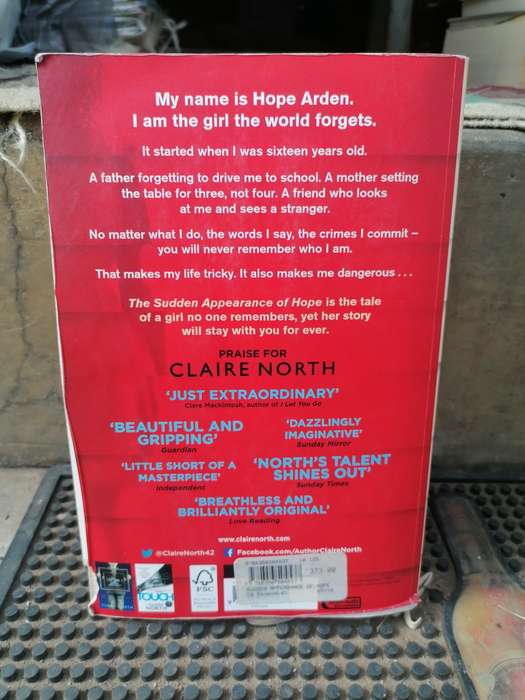 My name is Hope Arden.
I am the girl the world forgets.
It started when I was sixteen years old.
A father forgetting to drive me to school. A mother setting
the table for three, not four. A friend who looks
at me and sees a stranger.
No matter what I do, the words I say, the crimes I commit –
you will never remember who I am.
That makes my life tricky. It also makes me dangerous . . .
The Sudden Appearance of Hope is the tale
of a girl no one remembers, yet her story
will stay with you for ever.
PRAISE FOR
CLAIRE NORTH
‘JUST EXTRAORDINARY’
Clare Mackintosh, author of I Let You Go
‘BEAUTIFUL AND
GRIPPING’
Guardian
‘DAZZLINGLY
IMAGINATIVE’
Sunday Mirror
‘LITTLE SHORT OF A
MASTERPIECE’
Independent
‘NORTH’S TALENT
SHINES OUT’
Sunday Times
‘BREATHLESS AND
BRILLIANTLY ORIGINAL’
Love Reading
www.clairenorth.com
@ClaireNorth42
Facebook.com/AuthorClaireNorth
TOUCH
NORTH
FSC